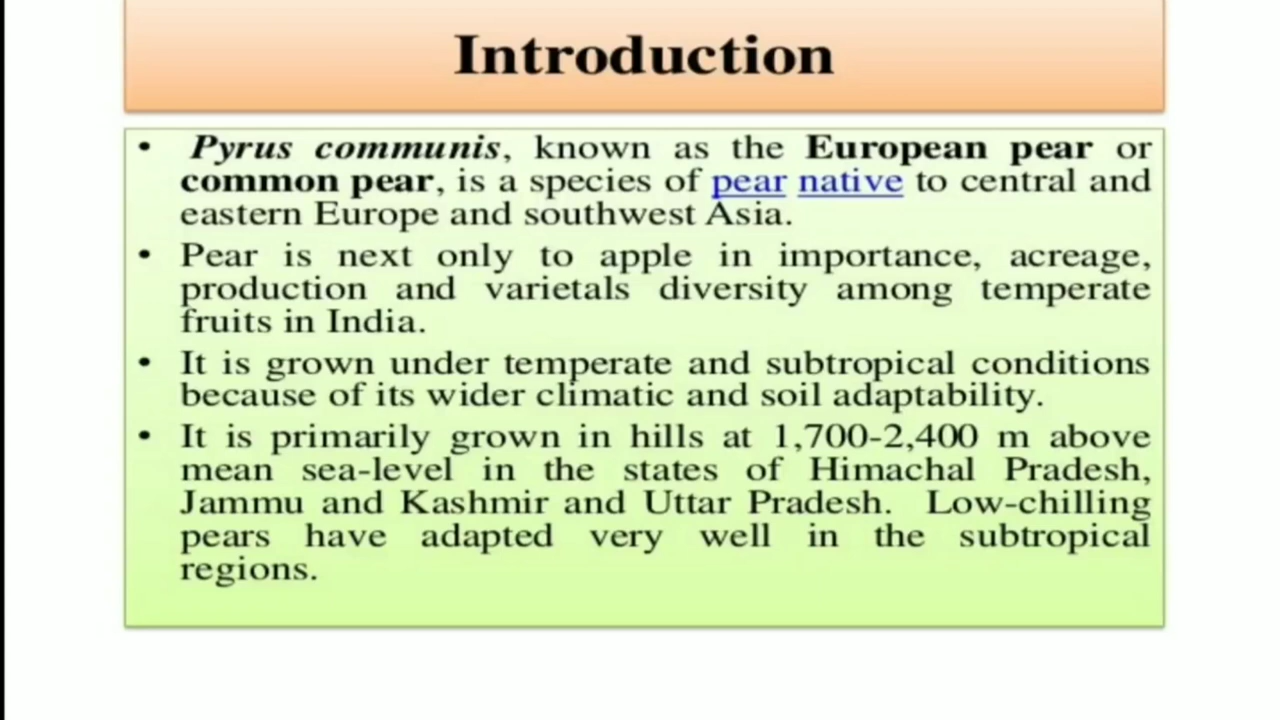 Introduction
• Pyrus communis, known as the European pear or
common pear, is a species of pear native to central and
eastern Europe and southwest Asia.
• Pear is next only to apple in importance, acreage,
production and varietals diversity among temperate
fruits in India.
• It is grown under temperate and subtropical conditions
because of its wider climatic and soil adaptability.
• It is primarily grown in hills at 1,700-2,400 m above
mean sea-level in the states of Himachal Pradesh,
Jammu and Kashmir and Uttar Pradesh. Low-chilling
pears have adapted very well in the subtropical
regions.